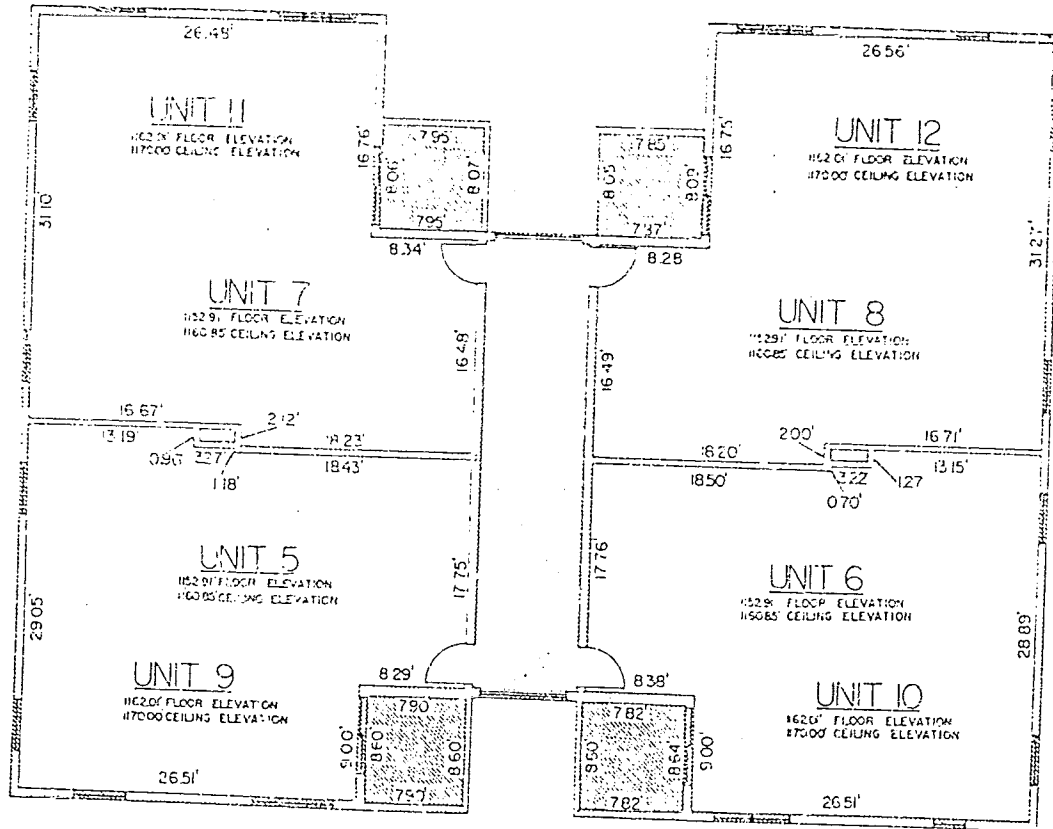 26.48'
26.56'
UNIT 11
1162.01' FLOOR ELEVATION
1170.00' CEILING ELEVATION
UNIT 12
1162.01' FLOOR ELEVATION
1170.00' CEILING ELEVATION
16.76'
7.95'
8.06'
8.07'
7.95'
8.34'
7.85'
8.05'
8.09'
7.87'
8.28
16.75'
31.10'
31.27'
UNIT 7
1152.91' FLOOR ELEVATION
1160.85' CEILING ELEVATION
UNIT 8
1152.91' FLOOR ELEVATION
1160.85' CEILING ELEVATION
16.48'
16.49'
16.67'
13.19'
2.12'
0.96'
3.27'
1.18'
18.23'
18.43'
18.20'
18.50'
2.00'
16.71'
13.15'
3.22
1.27
0.70'
UNIT 5
1152.91' FLOOR ELEVATION
1160.85' CEILING ELEVATION
UNIT 6
1152.91' FLOOR ELEVATION
1160.85' CEILING ELEVATION
17.75'
17.76'
29.05'
28.89'
UNIT 9
1162.01' FLOOR ELEVATION
1170.00' CEILING ELEVATION
UNIT 10
1162.01' FLOOR ELEVATION
1170.00' CEILING ELEVATION
8.29'
7.90'
9.00'
8.60'
8.60'
7.90'
8.38'
7.82'
8.64'
9.00'
7.82'
26.51'
26.51'